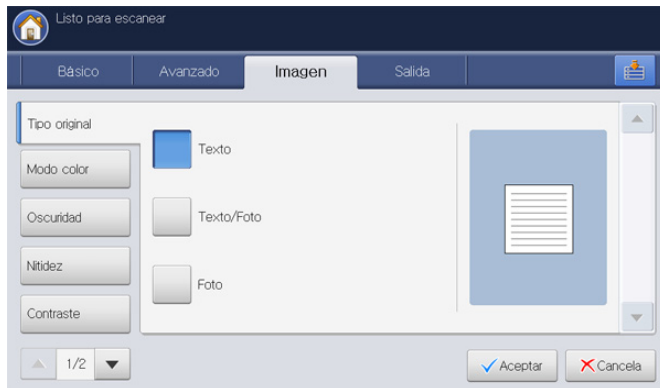 Listo para escanear
Básico
Avanzado
Imagen
Salida
Tipo original
Modo color
Oscuridad
Nitidez
Contraste
1/2
Texto
Texto/Foto
Foto
Aceptar
Cancela